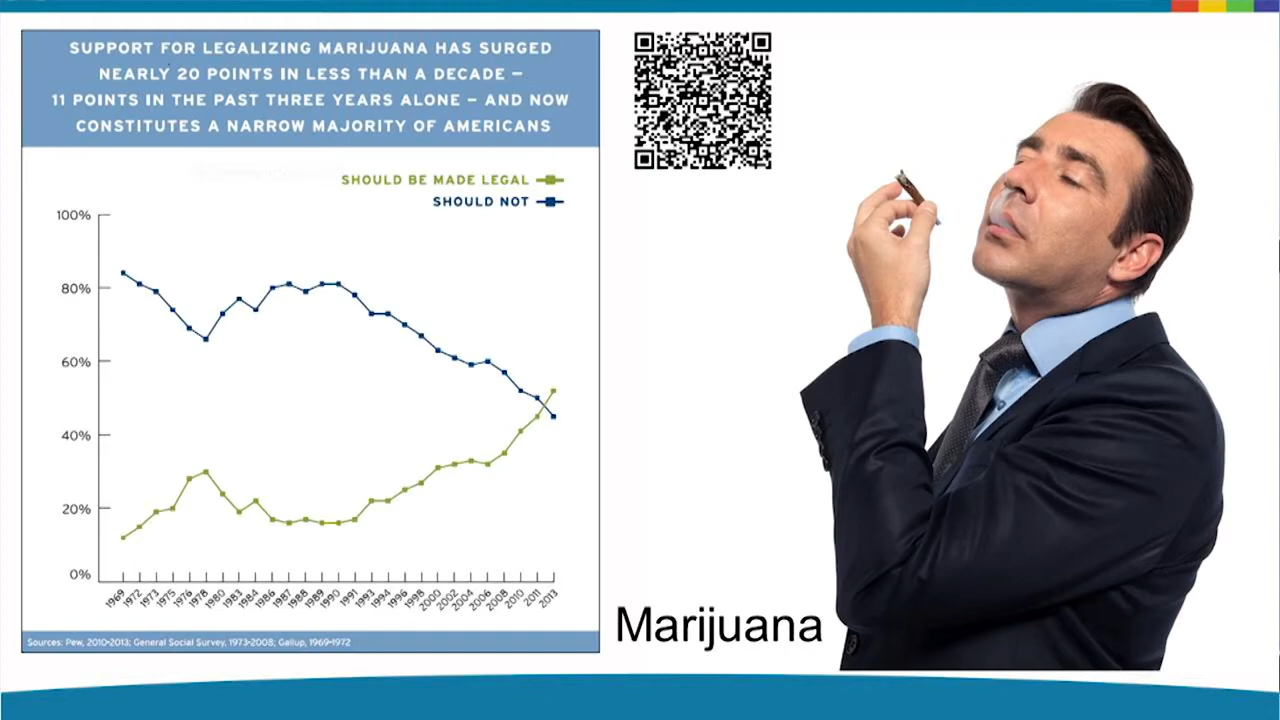 SUPPORT FOR LEGALIZING MARIJUANA HAS SURGED
NEARLY 20 POINTS IN LESS THAN A DECADE —
11 POINTS IN THE PAST THREE YEARS ALONE — AND NOW
CONSTITUTES A NARROW MAJORITY OF AMERICANS
SHOULD BE MADE LEGAL
SHOULD NOT
100%
80%
60%
40%
20%
0%
1969 1972 1973 1975 1976 1978 1980 1983 1984 1986 1987 1988 1989 1990 1991 1993 1994 1996 1998 2000 2002 2004 2006 2008 2010 2011 2013
Sources: Pew, 2010-2013; General Social Survey, 1973-2008; Gallup, 1969-1972
Marijuana